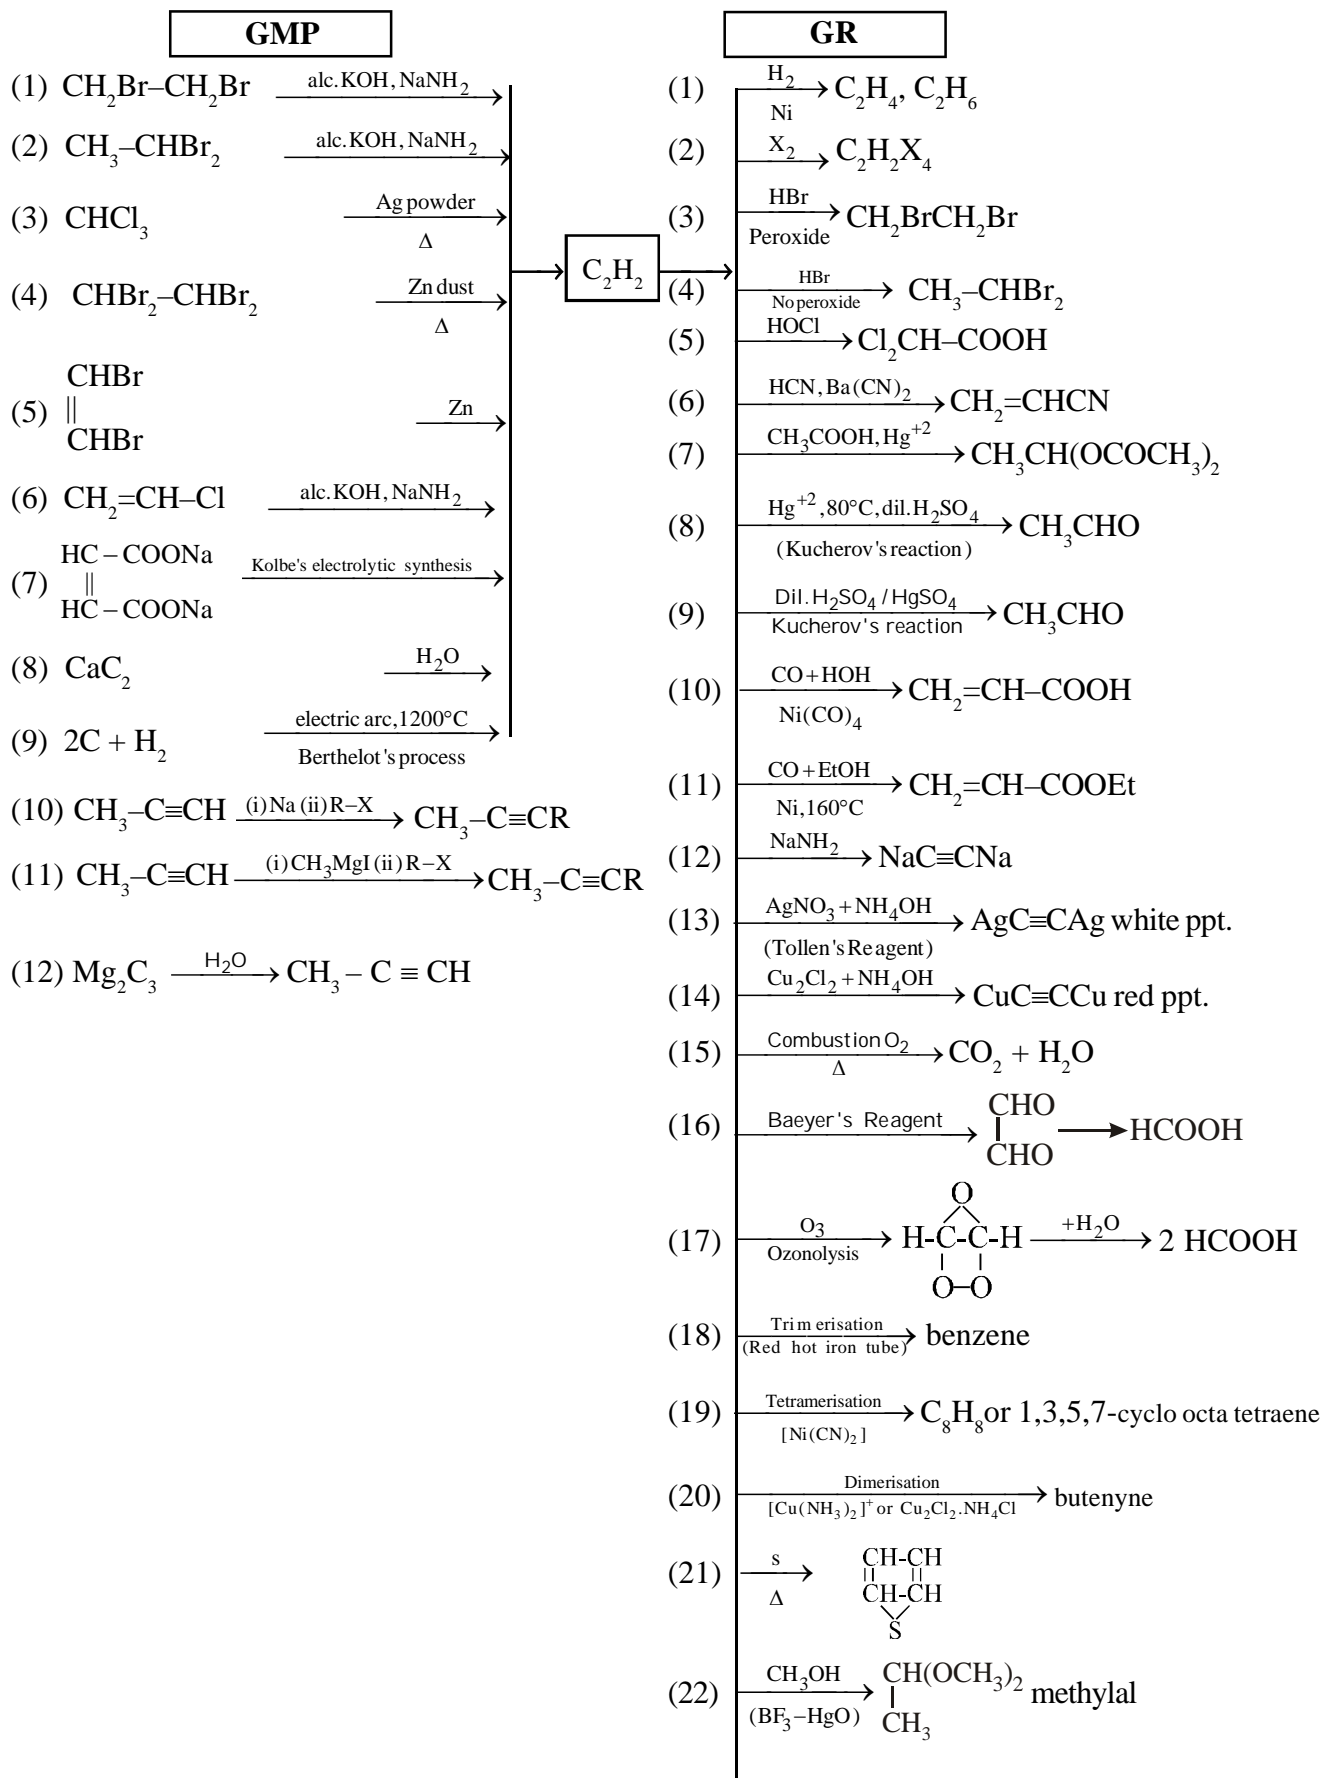 GMP
(1) CH₂Br–CH₂Br alc.KOH, NaNH₂
(2) CH₃–CHBr₂ alc.KOH, NaNH₂
(3) CHCl₃ Ag powder Δ
(4) CHBr₂–CHBr₂ Zn dust Δ
(5) CHBr || CHBr Zn
(6) CH₂=CH–Cl alc.KOH, NaNH₂
(7) HC – COONa || HC – COONa Kolbe's electrolytic synthesis
(8) CaC₂ H₂O
(9) 2C + H₂ electric arc,1200°C Berthelot's process
(10) CH₃–C≡CH (i) Na (ii) R–X CH₃–C≡CR
(11) CH₃–C≡CH (i) CH₃MgI (ii) R–X CH₃–C≡CR
(12) Mg₂C₃ H₂O CH₃ – C ≡ CH
C₂H₂
GR
(1) H₂ Ni C₂H₄, C₂H₆
(2) X₂ C₂H₂X₄
(3) HBr Peroxide CH₂BrCH₂Br
(4) HBr No peroxide CH₃–CHBr₂
(5) HOCl Cl₂CH–COOH
(6) HCN, Ba(CN)₂ CH₂=CHCN
(7) CH₃COOH, Hg⁺² CH₃CH(OCOCH₃)₂
(8) Hg⁺², 80°C, dil. H₂SO₄ (Kucherov's reaction) CH₃CHO
(9) Dil. H₂SO₄ / HgSO₄ Kucherov's reaction CH₃CHO
(10) CO + HOH Ni(CO)₄ CH₂=CH–COOH
(11) CO + EtOH Ni,160°C CH₂=CH–COOEt
(12) NaNH₂ NaC≡CNa
(13) AgNO₃ + NH₄OH (Tollen's Reagent) AgC≡CAg white ppt.
(14) Cu₂Cl₂ + NH₄OH CuC≡CCu red ppt.
(15) Combustion O₂ Δ CO₂ + H₂O
(16) Baeyer's Reagent CHO | CHO HCOOH
(17) O₃ Ozonolysis O H-C-C-H O–O +H₂O 2 HCOOH
(18) Trimerisation (Red hot iron tube) benzene
(19) Tetramerisation [Ni(CN)₂] C₈H₈or 1,3,5,7-cyclo octa tetraene
(20) Dimerisation [Cu(NH₃)₂]⁺ or Cu₂Cl₂.NH₄Cl butenyne
(21) s Δ CH-CH || || CH-CH S
(22) CH₃OH (BF₃–HgO) CH(OCH₃)₂ | CH₃ methylal